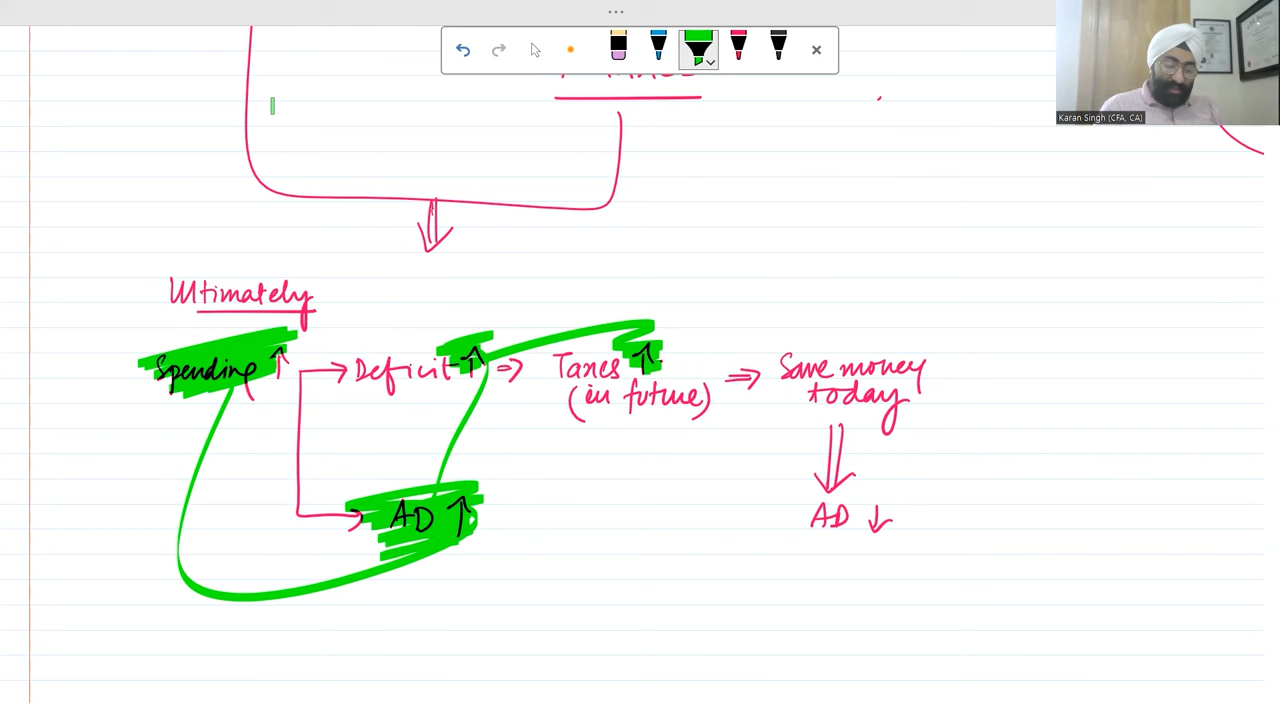 Karan Singh (CFA, CA)
Ultimately
Spending ↑ → Deficit ↑ ⇒ Taxes ↑ ⇒ Save money
(in future) today
AD ↑ AD ↓